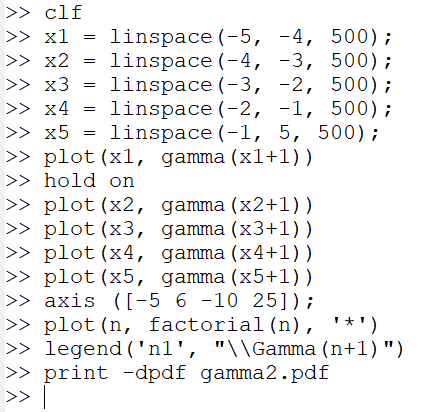 >> clf
>> x1 = linspace(-5, -4, 500);
>> x2 = linspace(-4, -3, 500);
>> x3 = linspace(-3, -2, 500);
>> x4 = linspace(-2, -1, 500);
>> x5 = linspace(-1, 5, 500);
>> plot(x1, gamma(x1+1))
>> hold on
>> plot(x2, gamma(x2+1))
>> plot(x3, gamma(x3+1))
>> plot(x4, gamma(x4+1))
>> plot(x5, gamma(x5+1))
>> axis ([-5 6 -10 25]);
>> plot(n, factorial(n), '*')
>> legend('n1', "\\Gamma(n+1)")
>> print -dpdf gamma2.pdf
>>